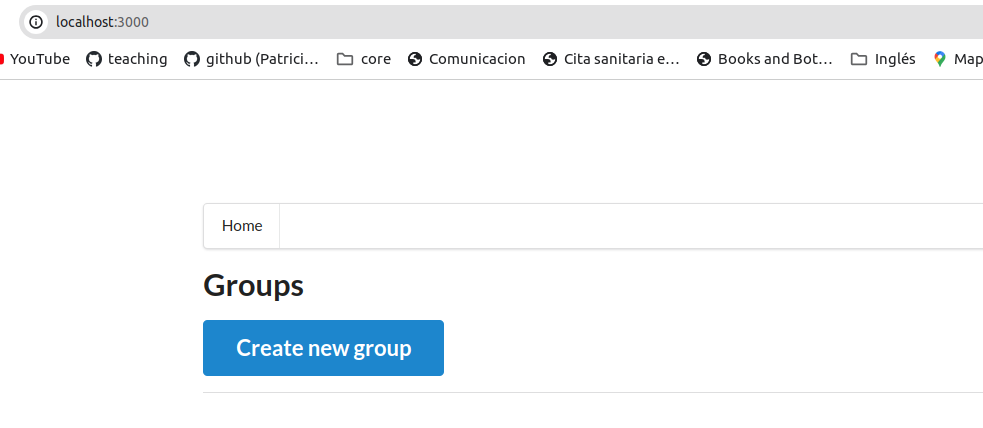 localhost:3000
YouTube teaching github (Patrici... core Comunicacion Cita sanitaria e... Books and Bot... Inglés Map
Home
Groups
Create new group